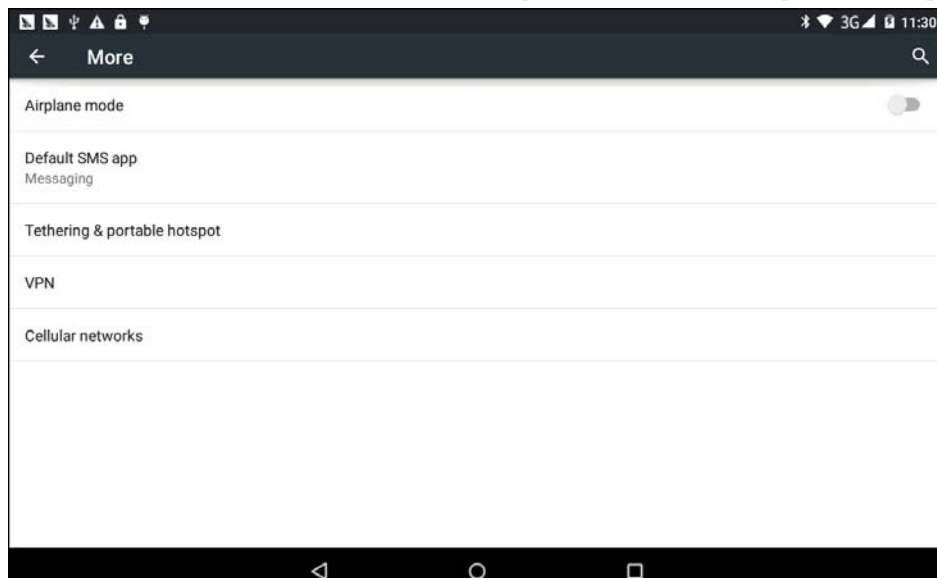 3G 11:30
More
Airplane mode
Default SMS app
Messaging
Tethering & portable hotspot
VPN
Cellular networks